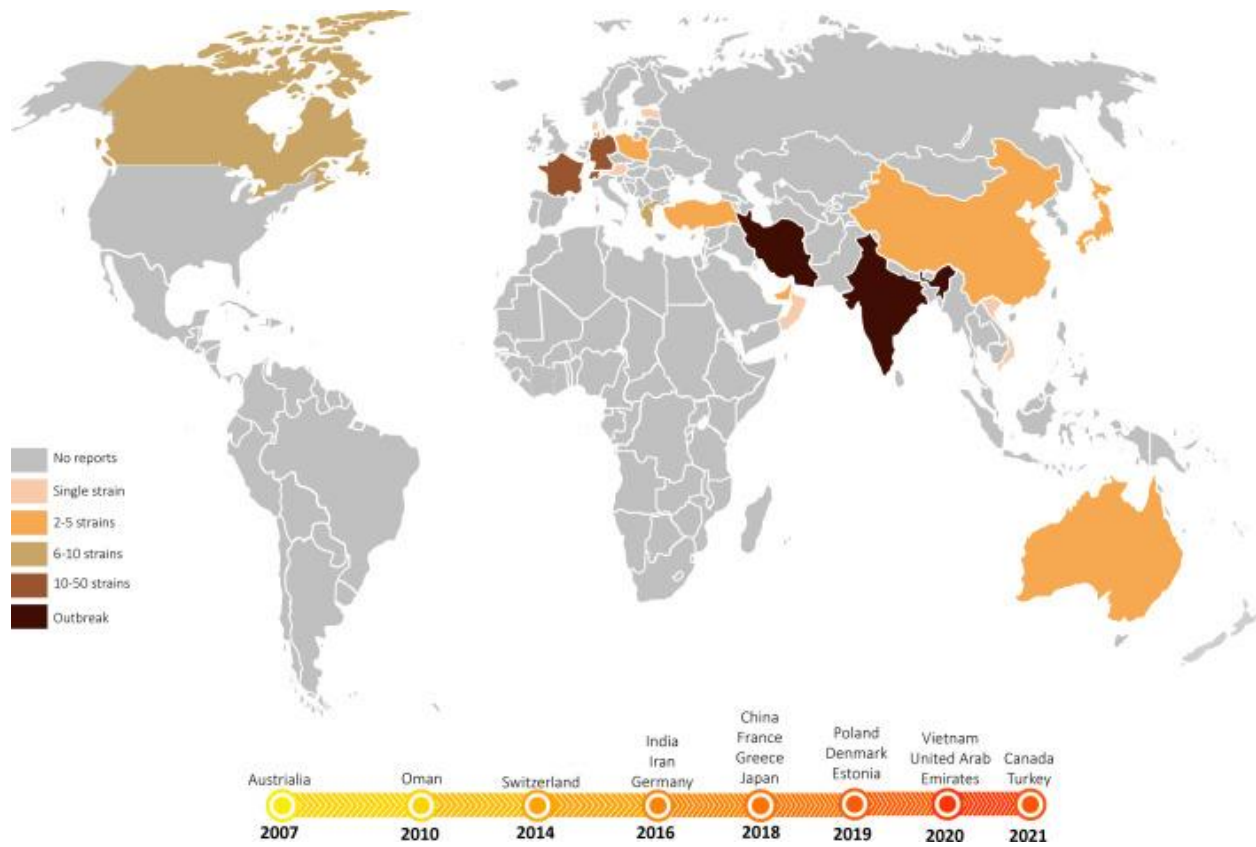 No reports
Single strain
2-5 strains
6-10 strains
10-50 strains
Outbreak
Austrialia
Oman
Switzerland
India
Iran
Germany
China
France
Greece
Japan
Poland
Denmark
Estonia
Vietnam
United Arab
Emirates
Canada
Turkey
2007
2010
2014
2016
2018
2019
2020
2021